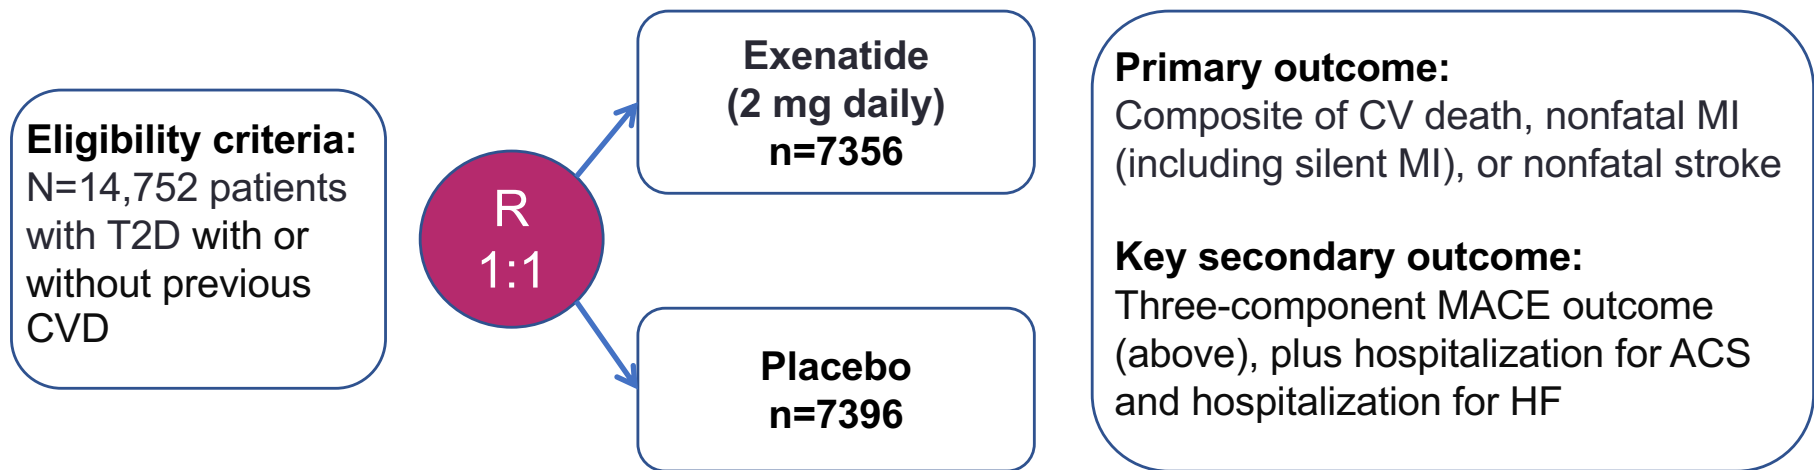 Eligibility criteria:
N=14,752 patients
with T2D with or
without previous
CVD
R
1:1
Exenatide
(2 mg daily)
n=7356
Placebo
n=7396
Primary outcome:
Composite of CV death, nonfatal MI
(including silent MI), or nonfatal stroke
Key secondary outcome:
Three-component MACE outcome
(above), plus hospitalization for ACS
and hospitalization for HF